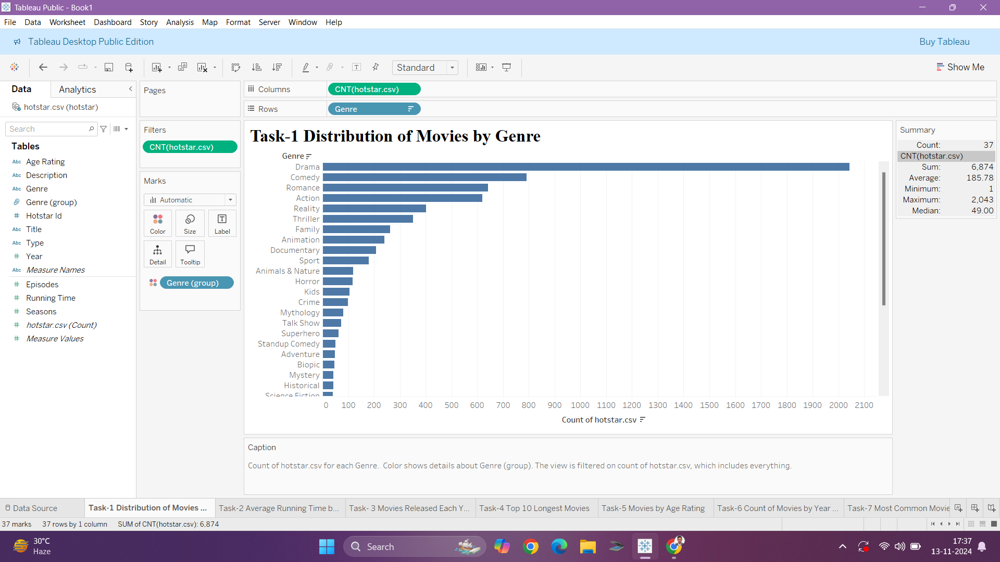 Tableau Public - Book1
File Data Worksheet Dashboard Story Analysis Map Format Server Window Help
Tableau Desktop Public Edition
Buy Tableau
Standard
Show Me
Data
Analytics
hotstar.csv (hotstar)
Search
Tables
Abc Age Rating
Abc Description
Abc Genre
Genre (group)
# Hotstar Id
Abc Title
Abc Type
# Year
Abc Measure Names
# Episodes
# Running Time
# Seasons
# hotstar.csv (Count)
# Measure Values
Pages
Filters
CNT(hotstar.csv)
Marks
Automatic
Color Size Label
Detail Tooltip
Genre (group)
Columns CNT(hotstar.csv)
Rows Genre
Task-1 Distribution of Movies by Genre
Genre
Drama
Comedy
Romance
Action
Reality
Thriller
Family
Animation
Documentary
Sport
Animals & Nature
Horror
Kids
Crime
Mythology
Talk Show
Superhero
Standup Comedy
Adventure
Biopic
Mystery
Historical
Science Fiction
0 100 200 300 400 500 600 700 800 900 1000 1100 1200 1300 1400 1500 1600 1700 1800 1900 2000 2100
Count of hotstar.csv
Summary
Count: 37
CNT(hotstar.csv)
Sum: 6,874
Average: 185.78
Minimum: 1
Maximum: 2,043
Median: 49.00
Caption
Count of hotstar.csv for each Genre.  Color shows details about Genre (group). The view is filtered on count of hotstar.csv, which includes everything.
Data Source
Task-1 Distribution of Movies ...
Task-2 Average Running Time b...
Task- 3 Movies Released Each Y...
Task-4 Top 10 Longest Movies
Task-5 Movies by Age Rating
Task-6 Count of Movies by Year ...
Task-7 Most Common Movie
37 marks 37 rows by 1 column SUM of CNT(hotstar.csv): 6,874
30°C
Haze
Search
17:37
13-11-2024